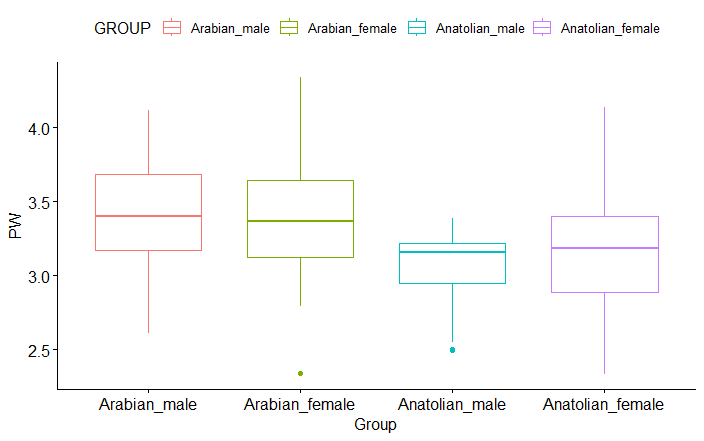 GROUP Arabian_male Arabian_female Anatolian_male Anatolian_female
PW
4.0
3.5
3.0
2.5
Arabian_male Arabian_female Anatolian_male Anatolian_female
Group